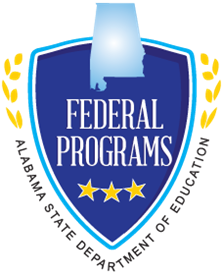 FEDERAL
PROGRAMS
ALABAMA STATE DEPARTMENT OF EDUCATION